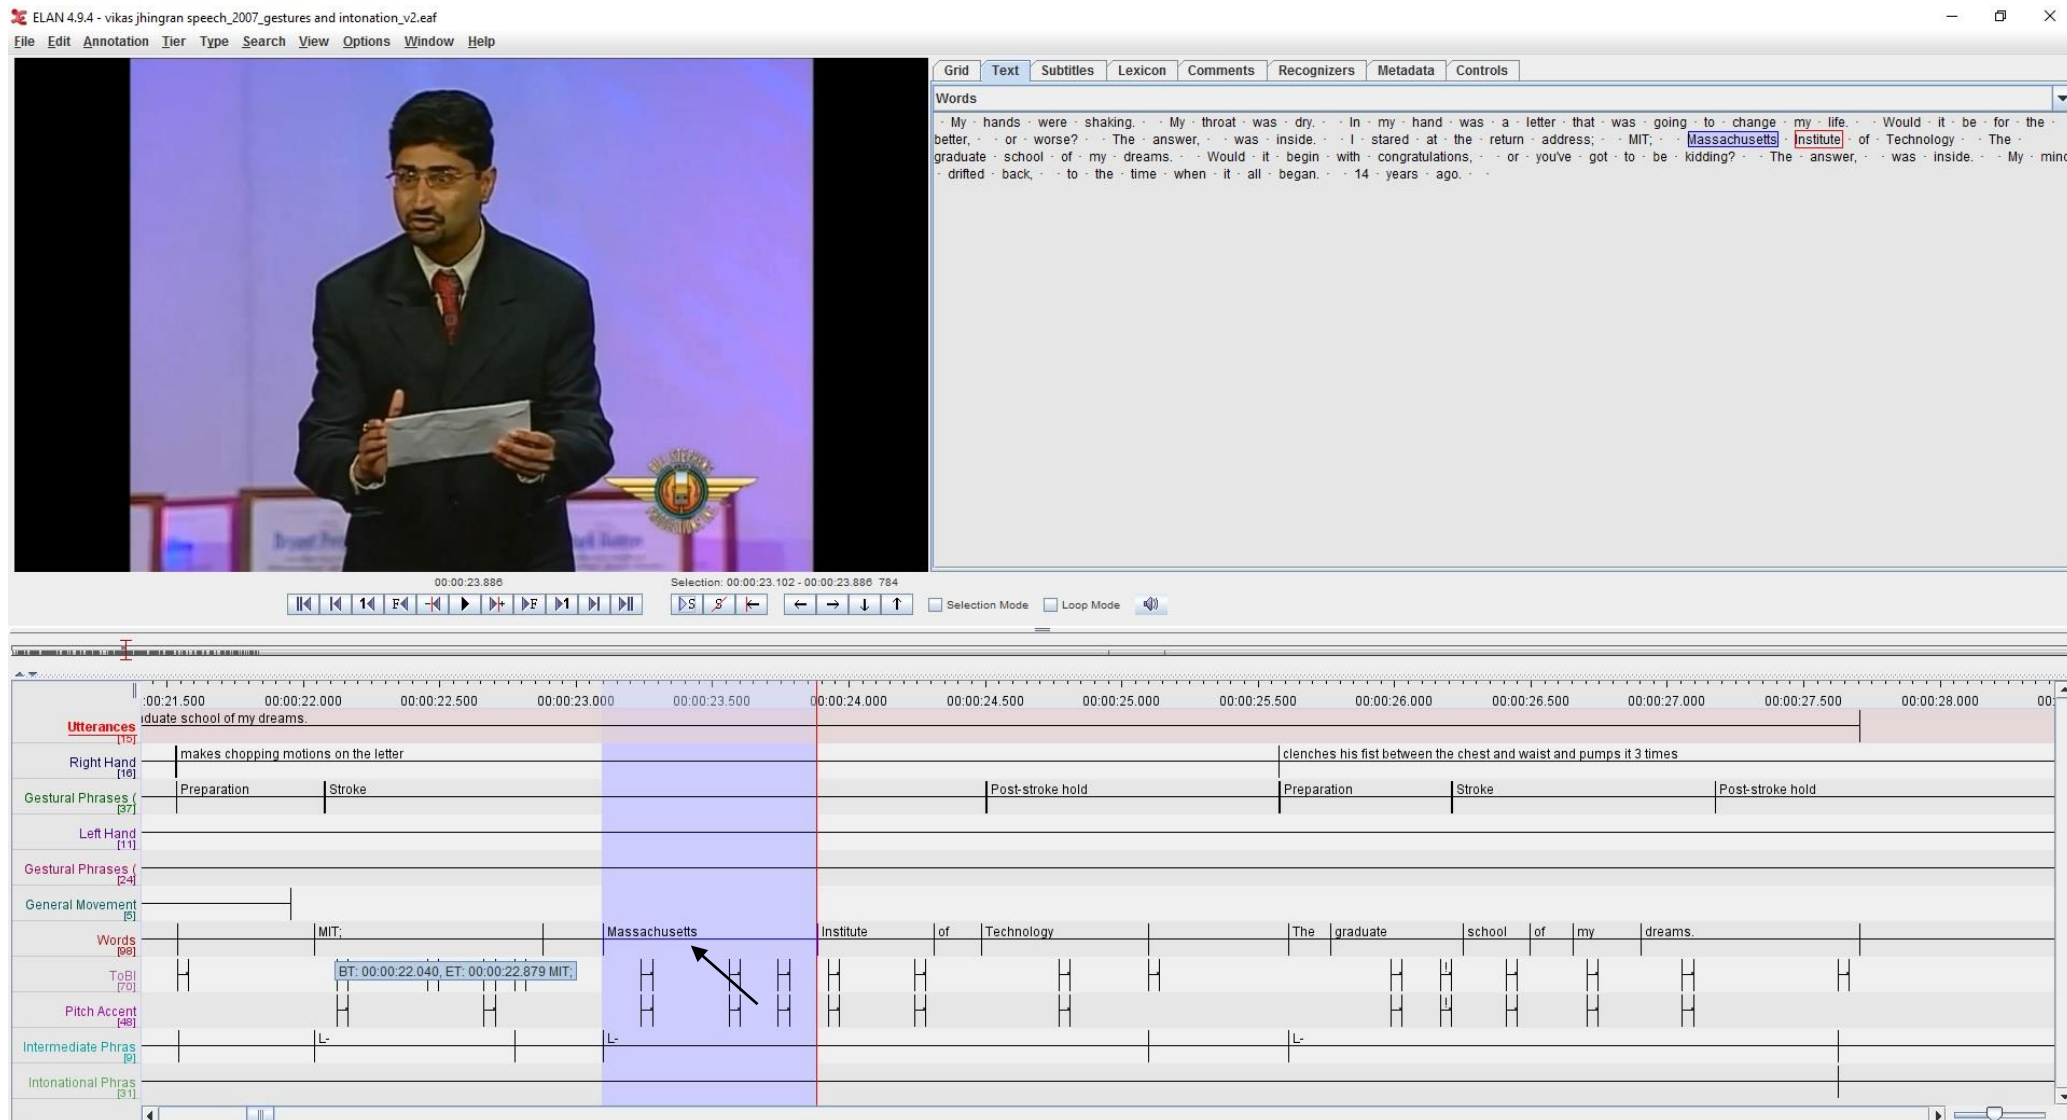 ELAN 4.9.4 - vikas jhingran speech_2007_gestures and intonation_v2.eaf
File Edit Annotation Tier Type Search View Options Window Help
Grid Text Subtitles Lexicon Comments Recognizers Metadata Controls
Words
· My · hands · were · shaking. · · My · throat · was · dry. · · In · my · hand · was · a · letter · that · was · going · to · change · my · life. · · Would · it · be · for · the ·
better, · · or · worse? · · The · answer, · · was · inside. · · I · stared · at · the · return · address; · · MIT; · · Massachusetts · Institute · of · Technology · · The ·
graduate · school · of · my · dreams. · · Would · it · begin · with · congratulations, · · or · you've · got · to · be · kidding? · · The · answer, · · was · inside. · · My · mind
· drifted · back, · · to · the · time · when · it · all · began. · · 14 · years · ago. · ·
00:00:23.886
Selection: 00:00:23.102 - 00:00:23.886 784
Selection Mode Loop Mode
:00:21.500 00:00:22.000 00:00:22.500 00:00:23.000 00:00:23.500 00:00:24.000 00:00:24.500 00:00:25.000 00:00:25.500 00:00:26.000 00:00:26.500 00:00:27.000 00:00:27.500 00:00:28.000 00:
duate school of my dreams.
Utterances
[15]
makes chopping motions on the letter clenches his fist between the chest and waist and pumps it 3 times
Right Hand
[16]
Preparation Stroke Post-stroke hold Preparation Stroke Post-stroke hold
Gestural Phrases (
[37]
Left Hand
[11]
Gestural Phrases (
[24]
General Movement
[5]
MIT; Massachusetts Institute of Technology The graduate school of my dreams.
Words
[98]
BT: 00:00:22.040, ET: 00:00:22.879 MIT;
ToBI
[70]
Pitch Accent
[48]
L- L- L-
Intermediate Phras
[9]
Intonational Phras
[31]